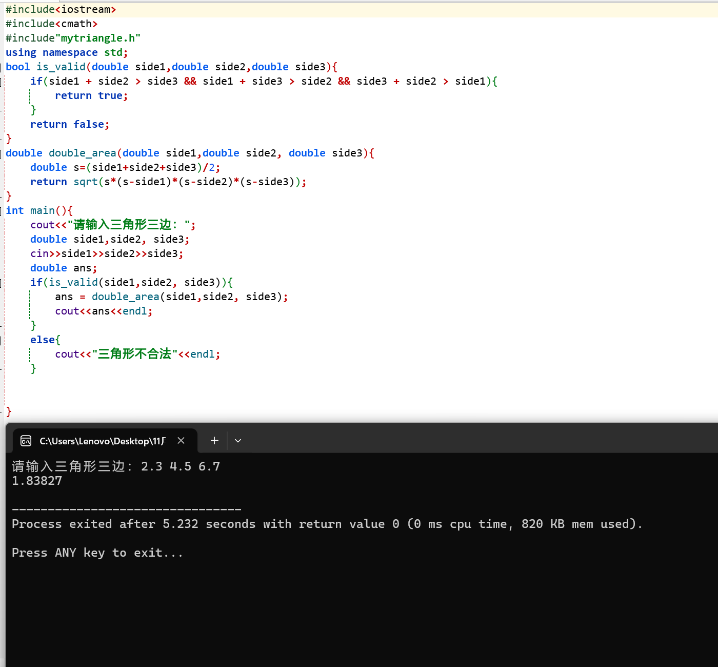 #include<iostream>
#include<cmath>
#include"mytriangle.h"
using namespace std;
bool is_valid(double side1,double side2,double side3){
    if(side1 + side2 > side3 && side1 + side3 > side2 && side3 + side2 > side1){
        return true;
    }
    return false;
}
double double_area(double side1,double side2, double side3){
    double s=(side1+side2+side3)/2;
    return sqrt(s*(s-side1)*(s-side2)*(s-side3));
}
int main(){
    cout<<"请输入三角形三边: ";
    double side1,side2, side3;
    cin>>side1>>side2>>side3;
    double ans;
    if(is_valid(side1,side2, side3)){
        ans = double_area(side1,side2, side3);
        cout<<ans<<endl;
    }
    else{
        cout<<"三角形不合法"<<endl;
    }
}
C:\Users\Lenovo\Desktop\11
请输入三角形三边: 2.3 4.5 6.7
1.83827
--------------------------------
Process exited after 5.232 seconds with return value 0 (0 ms cpu time, 820 KB mem used).
Press ANY key to exit...